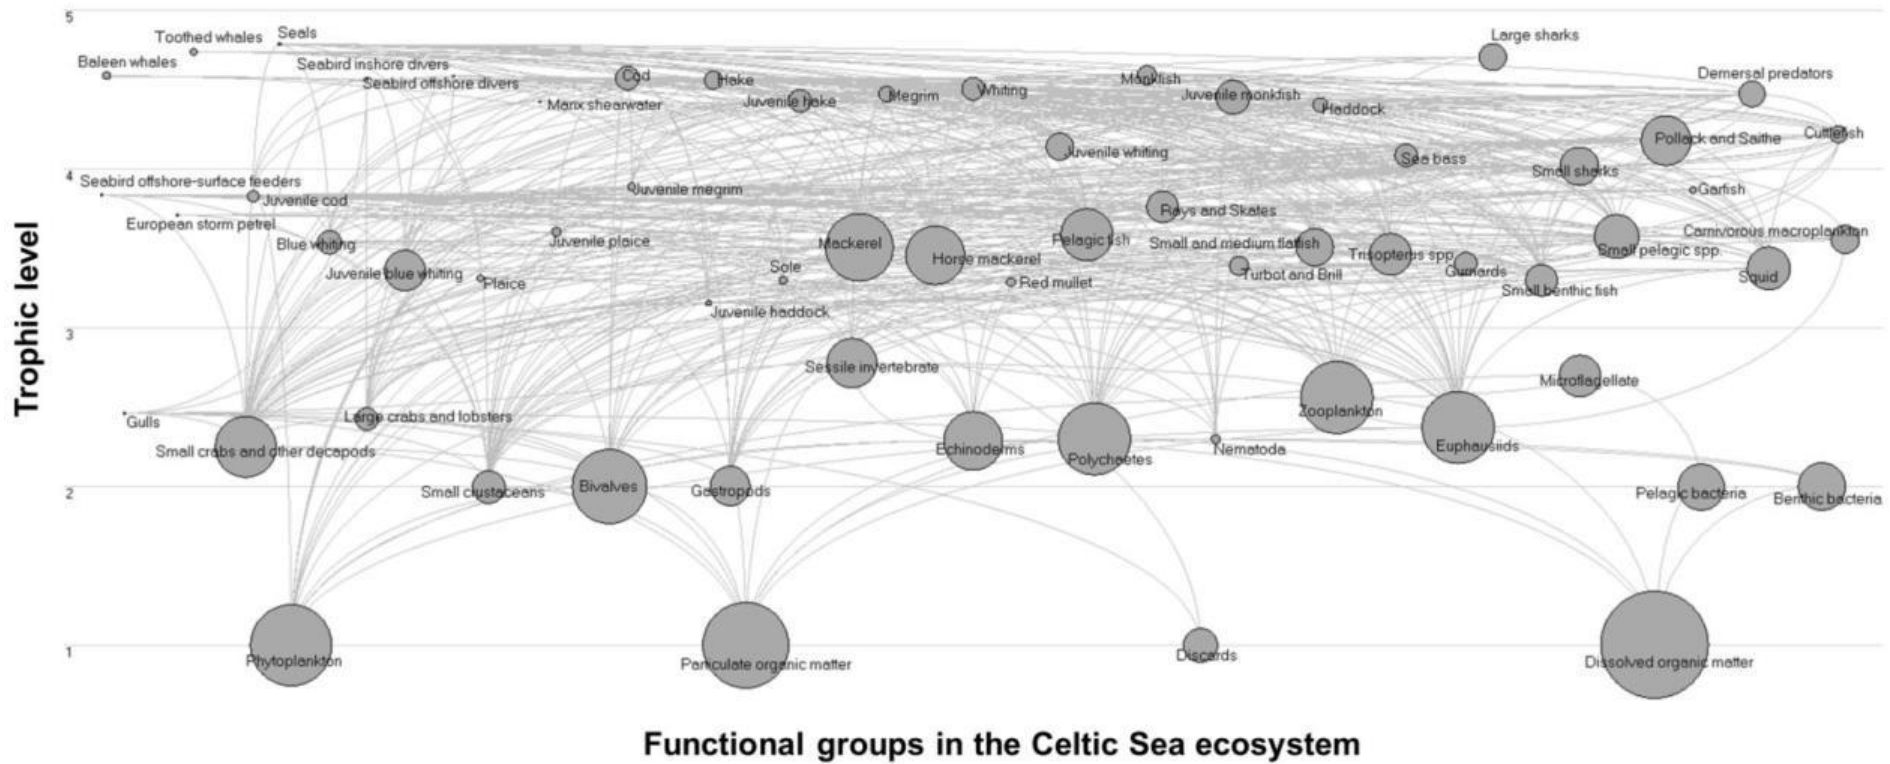 5
Toothed whales
Seals
Large sharks
Baleen whales
Seabird inshore divers
Seabird offshore divers
Cod
Hake
Monkfish
Demersal predators
Manx shearwater
Juvenile hake
Megrim
Whiting
Juvenile monkfish
Haddock
Cuttlefish
Pollack and Saithe
Juvenile whiting
Sea bass
Small sharks
4
Seabird offshore-surface feeders
Juvenile cod
Juvenile megrim
Garfish
European storm petrel
Rays and Skates
Blue whiting
Juvenile plaice
Mackerel
Horse mackerel
Pelagic fish
Small and medium flatfish
Trisopterus spp.
Small pelagic spp.
Carnivorous macroplankton
Juvenile blue whiting
Plaice
Sole
Red mullet
Turbot and Brill
Gurnards
Small benthic fish
Squid
Juvenile haddock
3
Sessile invertebrate
Microflagellate
Gulls
Large crabs and lobsters
Zooplankton
Small crabs and other decapods
Echinoderms
Polychaetes
Nematoda
Euphausiids
2
Small crustaceans
Bivalves
Gastropods
Pelagic bacteria
Benthic bacteria
1
Phytoplankton
Particulate organic matter
Discards
Dissolved organic matter
Trophic level
Functional groups in the Celtic Sea ecosystem